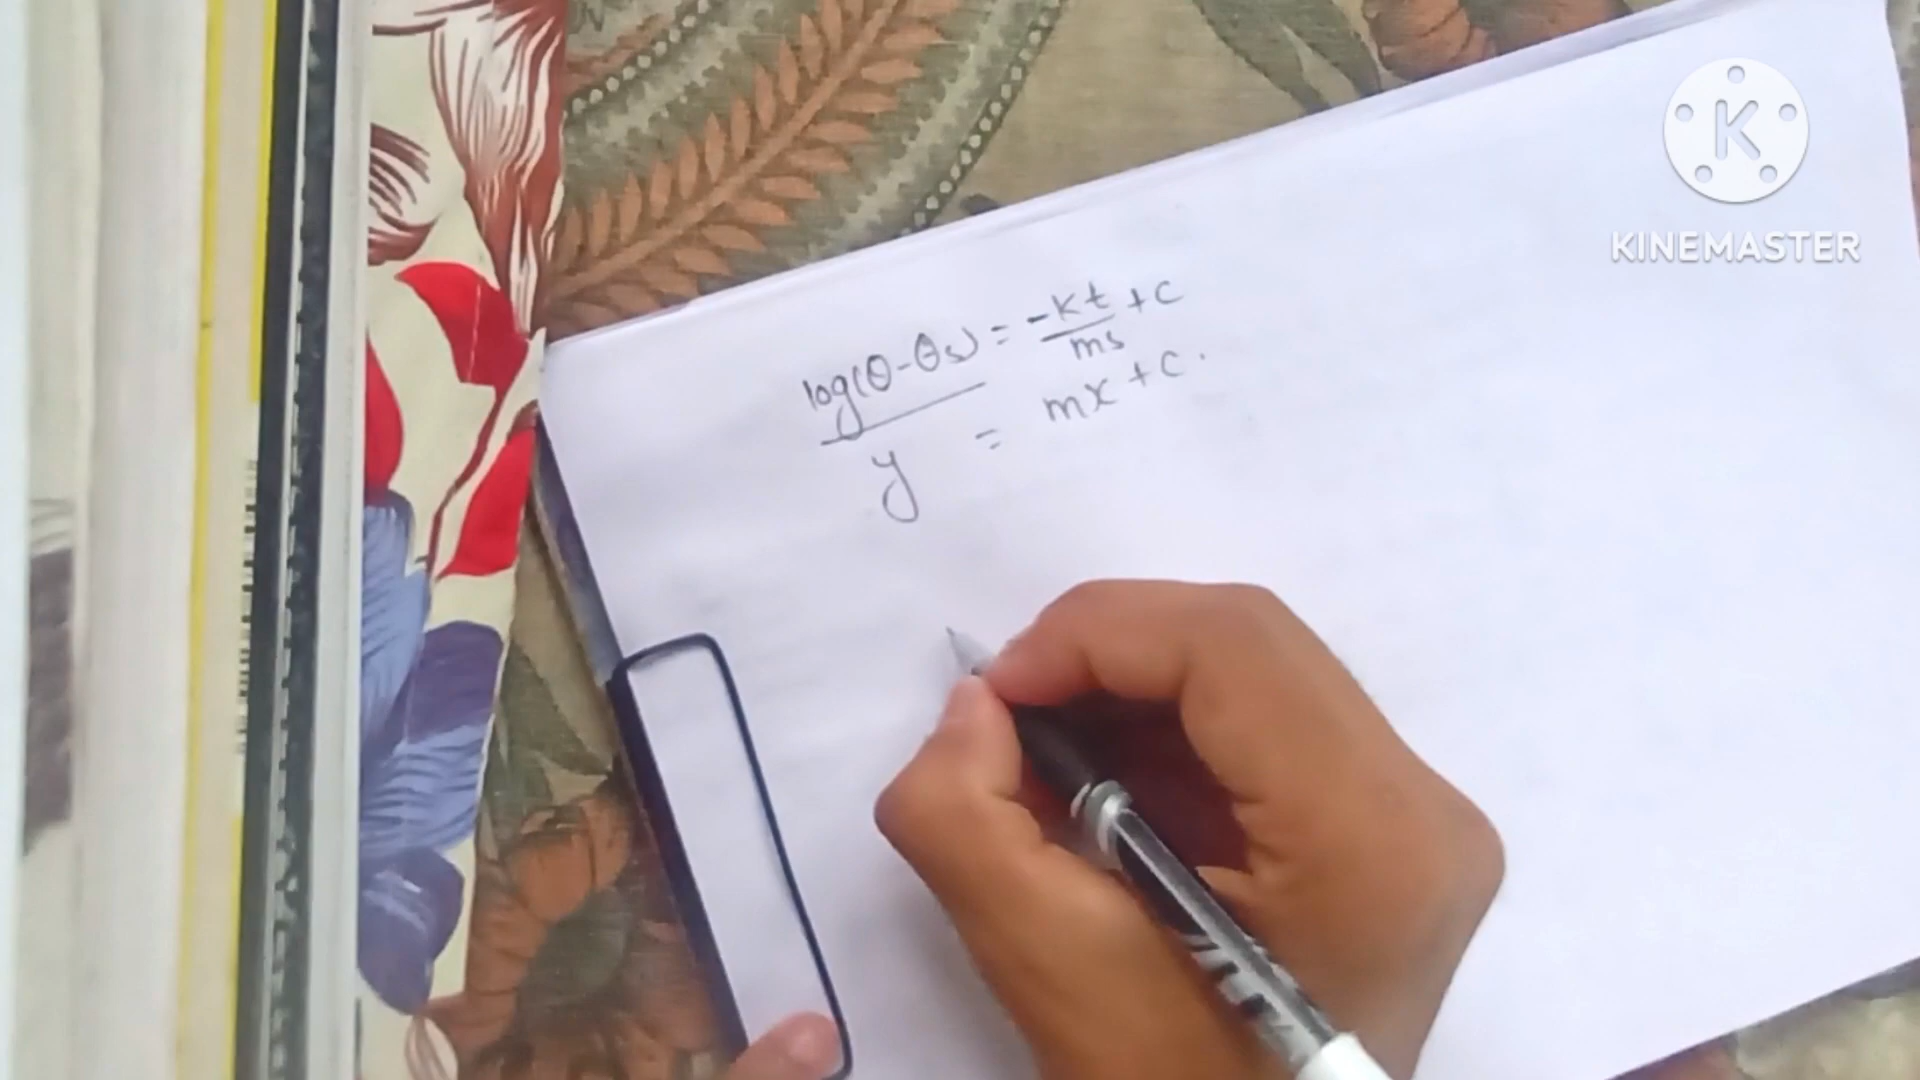 log(θ-θs) = -kt/ms + c
y = mx + c.
K
KINEMASTER